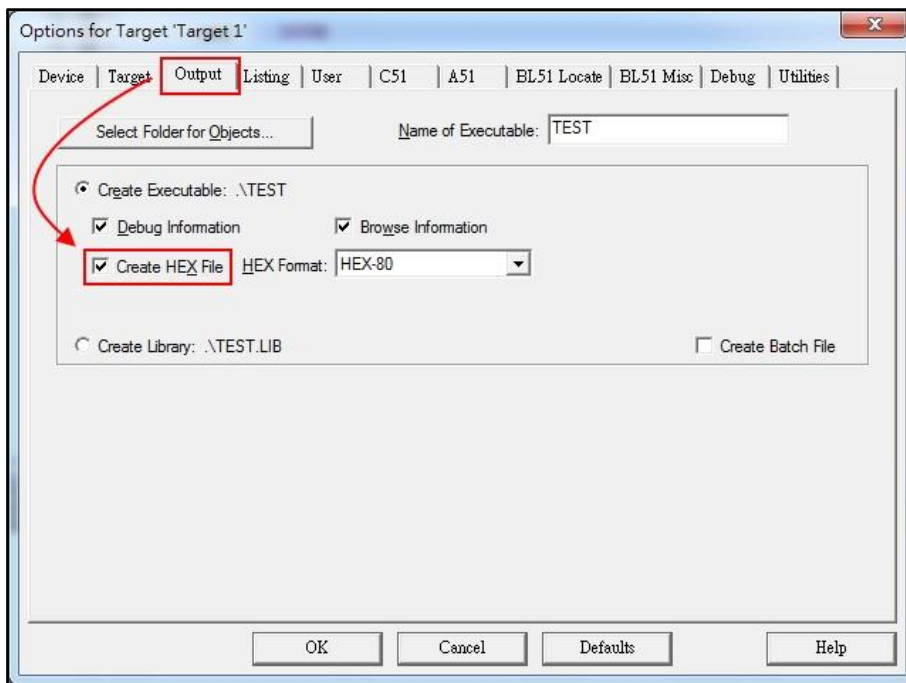 Options for Target 'Target 1'
Device Target Output Listing User C51 A51 BL51 Locate BL51 Misc Debug Utilities
Select Folder for Objects... Name of Executable: TEST
Create Executable: .\TEST
Debug Information Browse Information
Create HEX File HEX Format: HEX-80
Create Library: .\TEST.LIB Create Batch File
OK Cancel Defaults Help